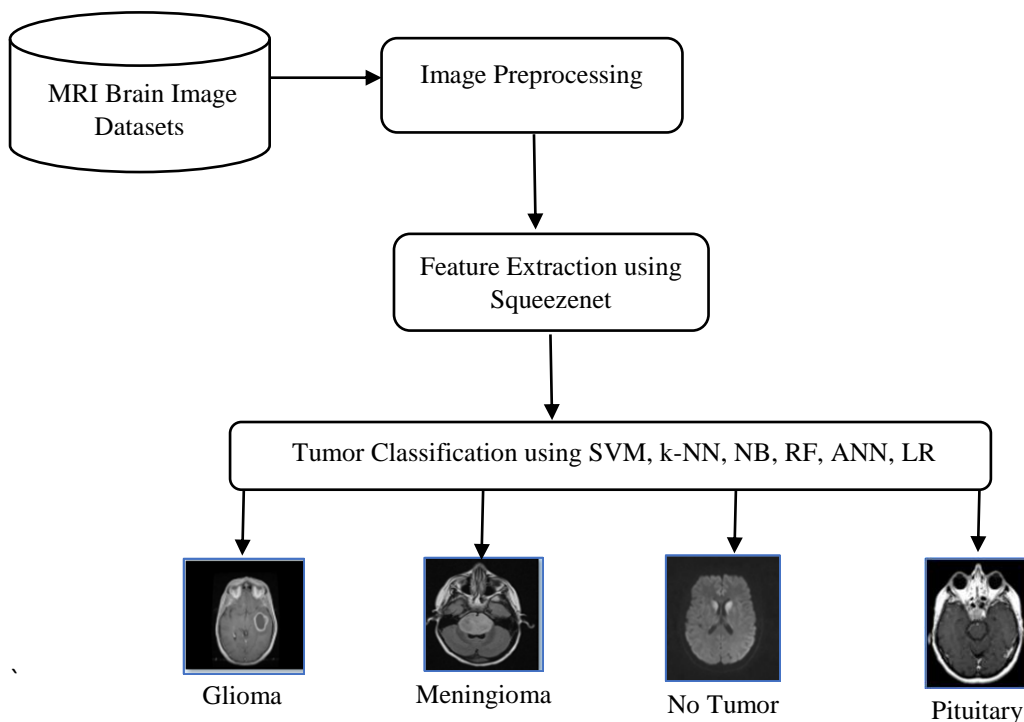 MRI Brain Image
Datasets
Image Preprocessing
Feature Extraction using
Squeezenet
Tumor Classification using SVM, k-NN, NB, RF, ANN, LR
`
Glioma
Meningioma
No Tumor
Pituitary